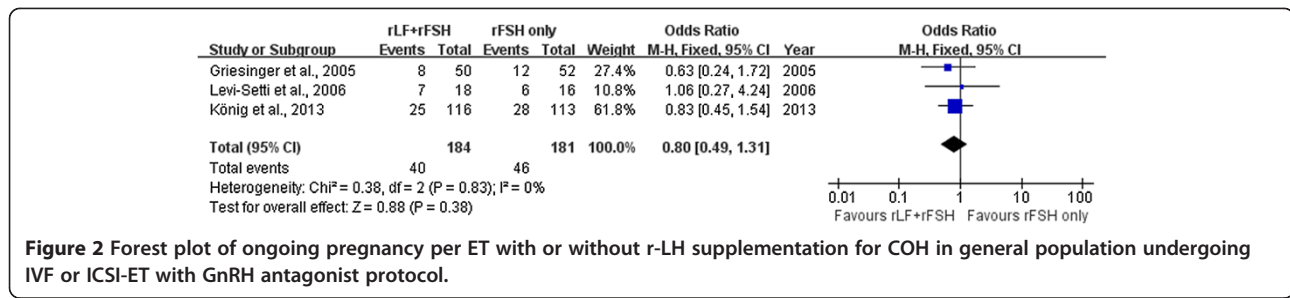 rLF+rFSH rFSH only Odds Ratio Odds Ratio
Study or Subgroup Events Total Events Total Weight M-H, Fixed, 95% CI Year M-H, Fixed, 95% CI
Griesinger et al., 2005 8 50 12 52 27.4% 0.63 [0.24, 1.72] 2005
Levi-Setti et al., 2006 7 18 6 16 10.8% 1.06 [0.27, 4.24] 2006
König et al., 2013 25 116 28 113 61.8% 0.83 [0.45, 1.54] 2013
Total (95% CI) 184 181 100.0% 0.80 [0.49, 1.31]
Total events 40 46
Heterogeneity: Chi² = 0.38, df = 2 (P = 0.83); I² = 0%
Test for overall effect: Z = 0.88 (P = 0.38)
0.01 0.1 1 10 100
Favours rLF+rFSH Favours rFSH only
Figure 2 Forest plot of ongoing pregnancy per ET with or without r-LH supplementation for COH in general population undergoing
IVF or ICSI-ET with GnRH antagonist protocol.